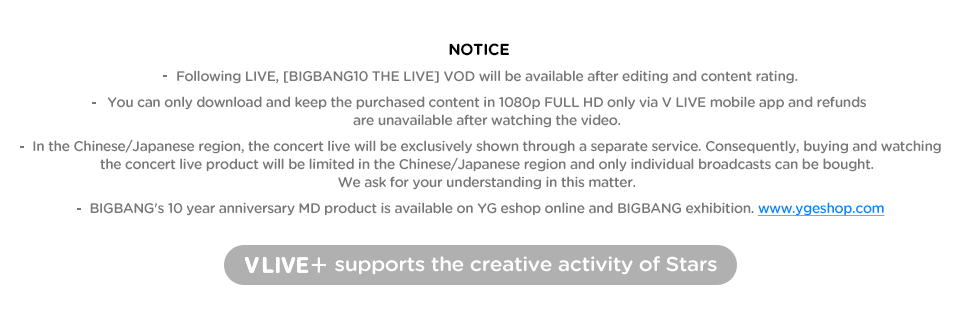 NOTICE
- Following LIVE, [BIGBANG10 THE LIVE] VOD will be available after editing and content rating.
- You can only download and keep the purchased content in 1080p FULL HD only via V LIVE mobile app and refunds
are unavailable after watching the video.
- In the Chinese/Japanese region, the concert live will be exclusively shown through a separate service. Consequently, buying and watching
the concert live product will be limited in the Chinese/Japanese region and only individual broadcasts can be bought.
We ask for your understanding in this matter.
- BIGBANG's 10 year anniversary MD product is available on YG eshop online and BIGBANG exhibition. www.ygeshop.com
V LIVE+ supports the creative activity of Stars